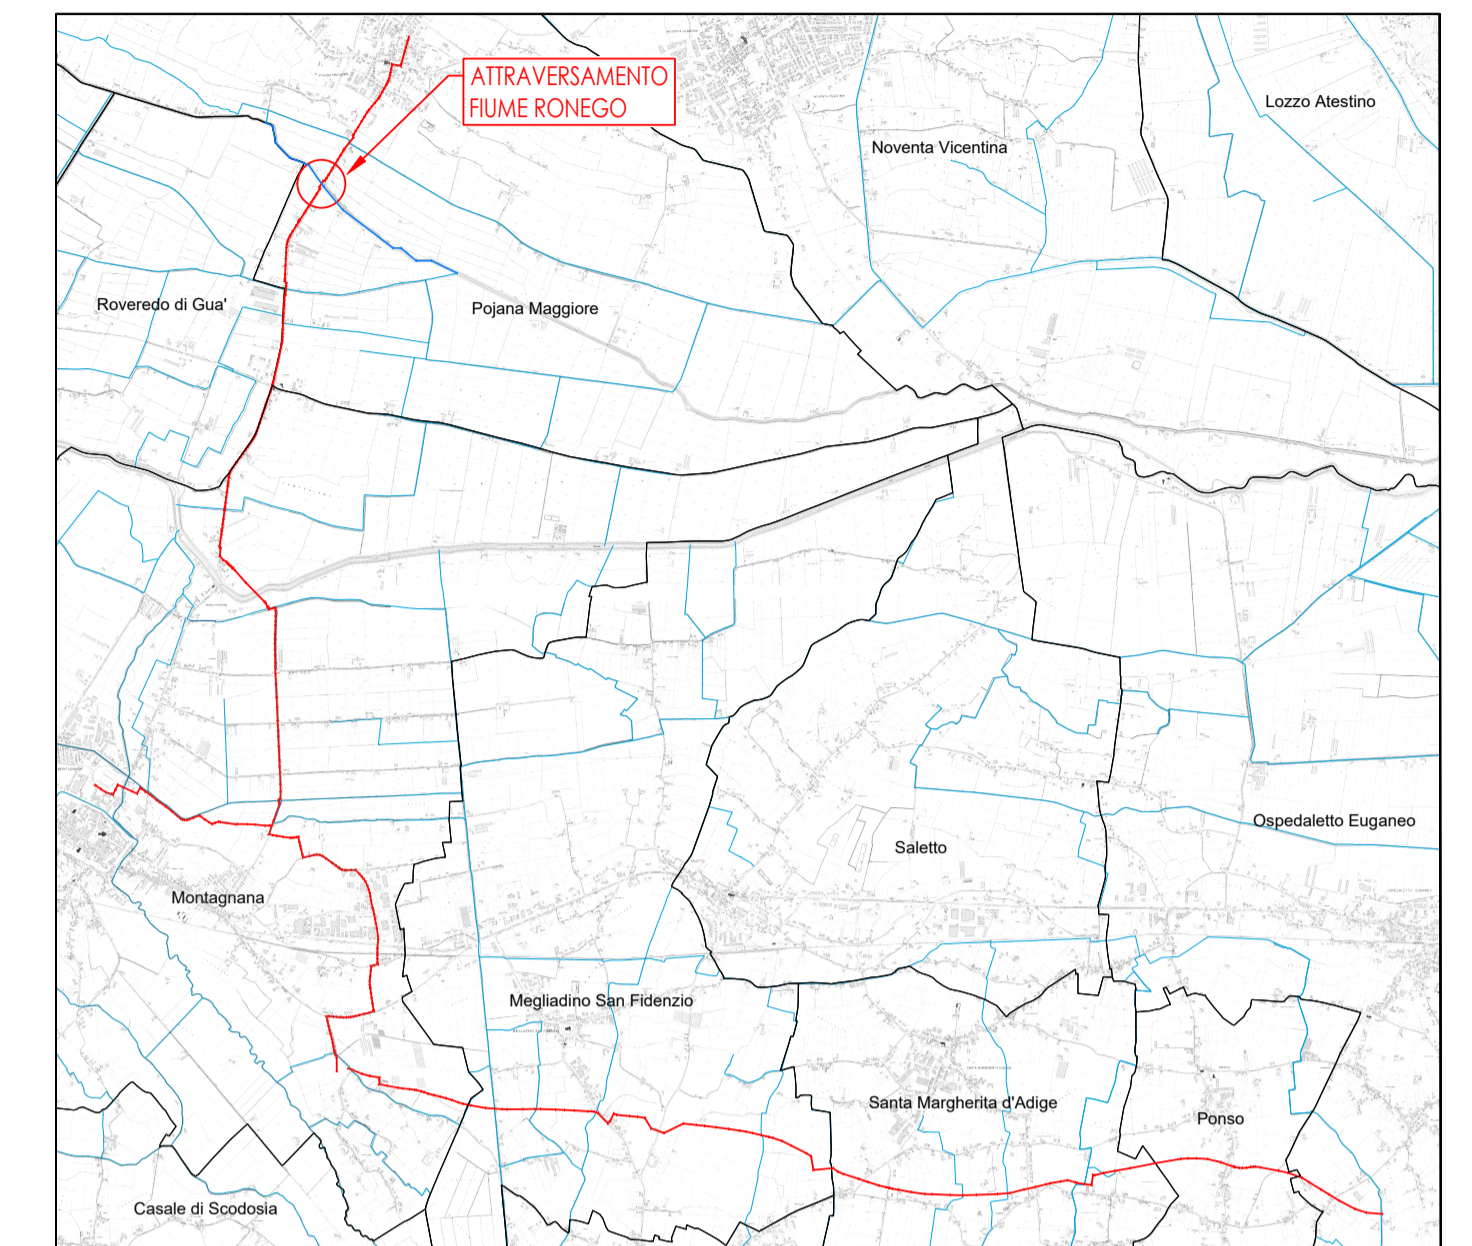 ATTRAVERSAMENTO
FIUME RONEGO
Lozzo Atestino
Noventa Vicentina
Roveredo di Gua'
Pojana Maggiore
Ospedaletto Euganeo
Saletto
Montagnana
Megliadino San Fidenzio
Santa Margherita d'Adige
Ponso
Casale di Scodosia